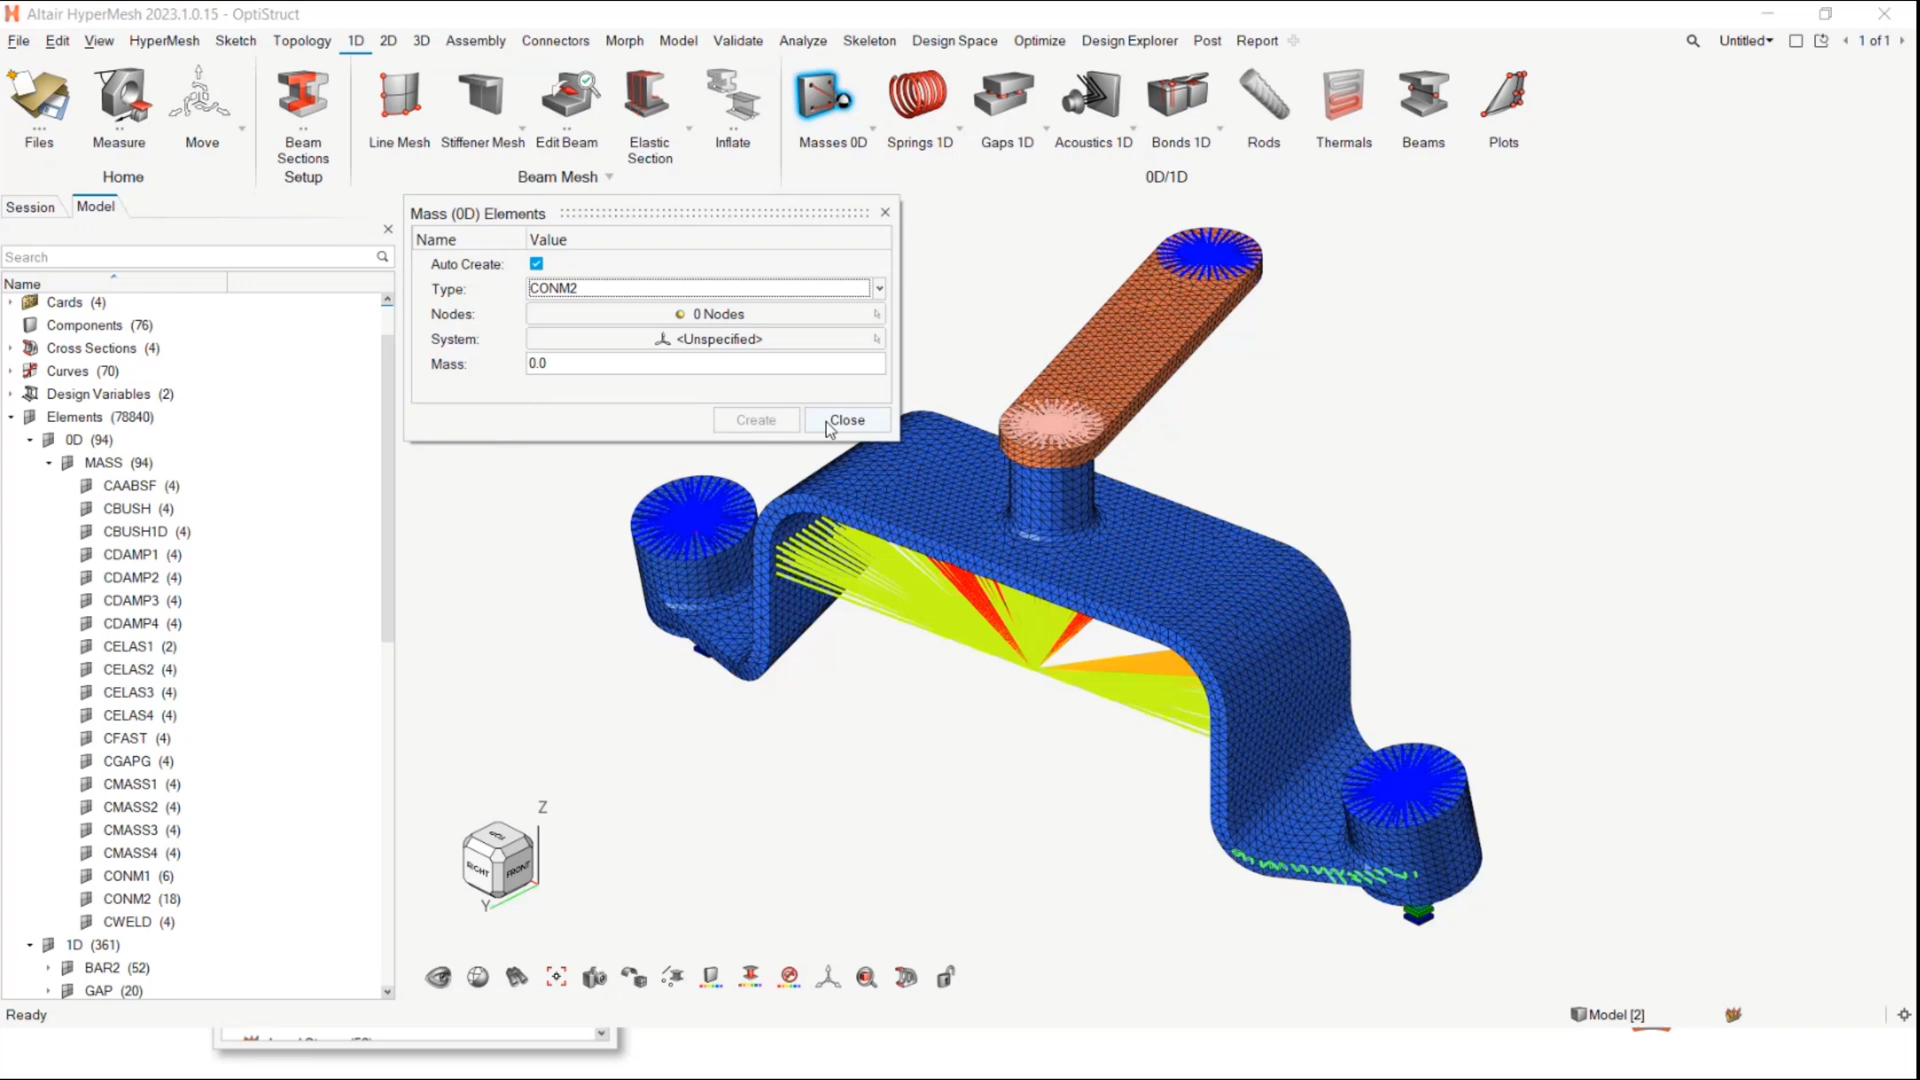 Altair HyperMesh 2023.1.0.15 - OptiStruct
File Edit View HyperMesh Sketch Topology 1D 2D 3D Assembly Connectors Morph Model Validate Analyze Skeleton Design Space Optimize Design Explorer Post Report Untitled 1 of 1
Files Measure Move Beam Sections Line Mesh Stiffener Mesh Edit Beam Elastic Section Inflate Masses 0D Springs 1D Gaps 1D Acoustics 1D Bonds 1D Rods Thermals Beams Plots
Home Setup Beam Mesh 0D/1D
Session Model
Search
Name
Cards (4)
Components (76)
Cross Sections (4)
Curves (70)
Design Variables (2)
Elements (78840)
0D (94)
MASS (94)
CAABSF (4)
CBUSH (4)
CBUSH1D (4)
CDAMP1 (4)
CDAMP2 (4)
CDAMP3 (4)
CDAMP4 (4)
CELAS1 (2)
CELAS2 (4)
CELAS3 (4)
CELAS4 (4)
CFAST (4)
CGAPG (4)
CMASS1 (4)
CMASS2 (4)
CMASS3 (4)
CMASS4 (4)
CONM1 (6)
CONM2 (18)
CWELD (4)
1D (361)
BAR2 (52)
GAP (20)
Mass (0D) Elements
Name Value
Auto Create:
Type: CONM2
Nodes: 0 Nodes
System: <Unspecified>
Mass: 0.0
Create Close
Z
RIGHT FRONT
Y
Ready Model [2]